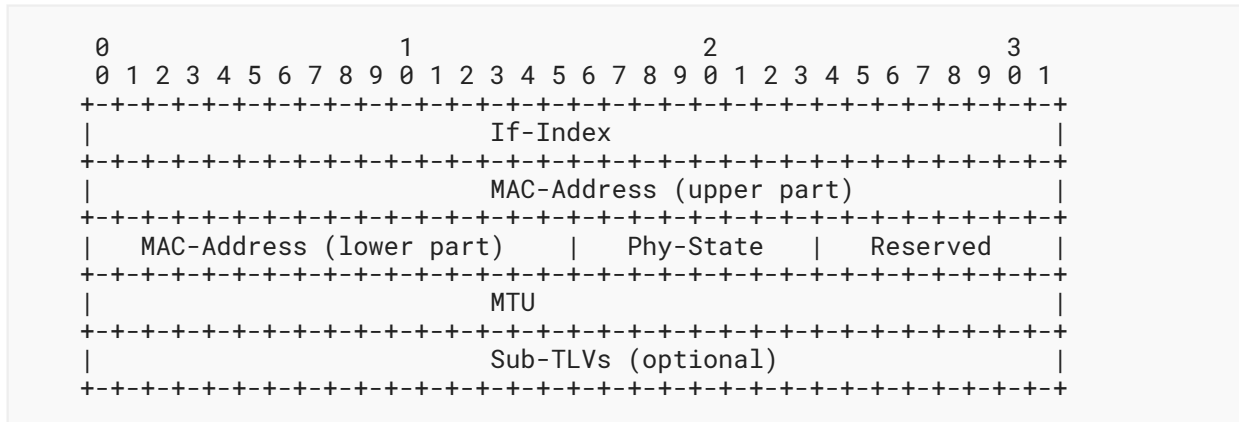 0                   1                   2                   3
 0 1 2 3 4 5 6 7 8 9 0 1 2 3 4 5 6 7 8 9 0 1 2 3 4 5 6 7 8 9 0 1
+-+-+-+-+-+-+-+-+-+-+-+-+-+-+-+-+-+-+-+-+-+-+-+-+-+-+-+-+-+-+-+-+
|                          If-Index                             |
+-+-+-+-+-+-+-+-+-+-+-+-+-+-+-+-+-+-+-+-+-+-+-+-+-+-+-+-+-+-+-+-+
|                          MAC-Address (upper part)             |
+-+-+-+-+-+-+-+-+-+-+-+-+-+-+-+-+-+-+-+-+-+-+-+-+-+-+-+-+-+-+-+-+
|   MAC-Address (lower part)    |   Phy-State   |   Reserved    |
+-+-+-+-+-+-+-+-+-+-+-+-+-+-+-+-+-+-+-+-+-+-+-+-+-+-+-+-+-+-+-+-+
|                          MTU                                  |
+-+-+-+-+-+-+-+-+-+-+-+-+-+-+-+-+-+-+-+-+-+-+-+-+-+-+-+-+-+-+-+-+
|                          Sub-TLVs (optional)                  |
+-+-+-+-+-+-+-+-+-+-+-+-+-+-+-+-+-+-+-+-+-+-+-+-+-+-+-+-+-+-+-+-+